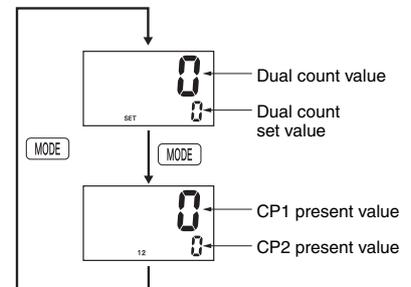 0
Dual count value
0
Dual count
set value
SET
MODE
MODE
0
CP1 present value
0
CP2 present value
12